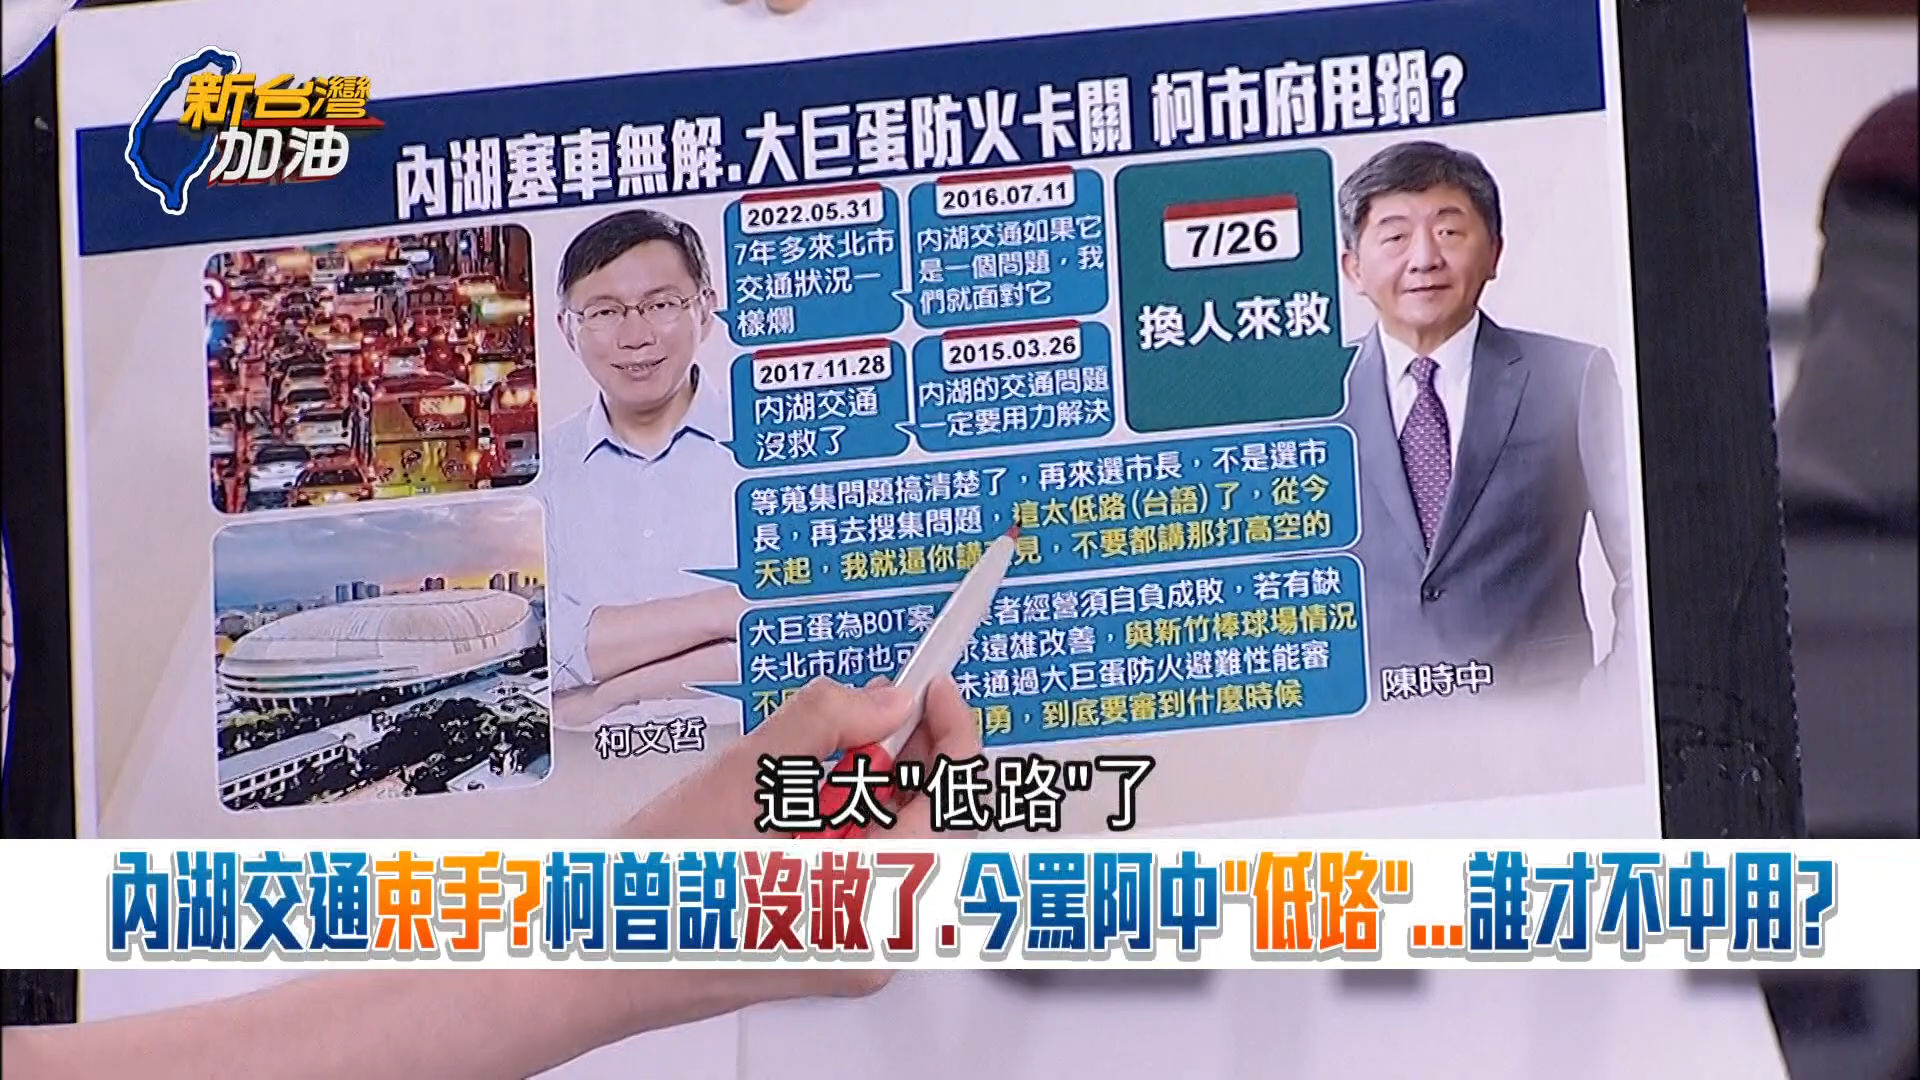 新台灣
加油
內湖塞車無解.大巨蛋防火卡關 柯市府甩鍋?
2022.05.31
7年多來北市
交通狀況一
樣爛
2016.07.11
內湖交通如果它
是一個問題，我
們就面對它
2017.11.28
內湖交通
沒救了
2015.03.26
內湖的交通問題
一定要用力解決
7/26
換人來救
等蒐集問題搞清楚了，再來選市長，不是選市
長，再去搜集問題，這太低路(台語)了，從今
天起，我就逼你講 見，不要都講那打高空的
大巨蛋為BOT案 業者經營須自負成敗，若有缺
失北市府也可 求遠雄改善，與新竹棒球場情況
不 未通過大巨蛋防火避難性能審
勇，到底要審到什麼時候
柯文哲
陳時中
這太"低路"了
內湖交通束手?柯曾說沒救了.今罵阿中"低路"...誰才不中用?